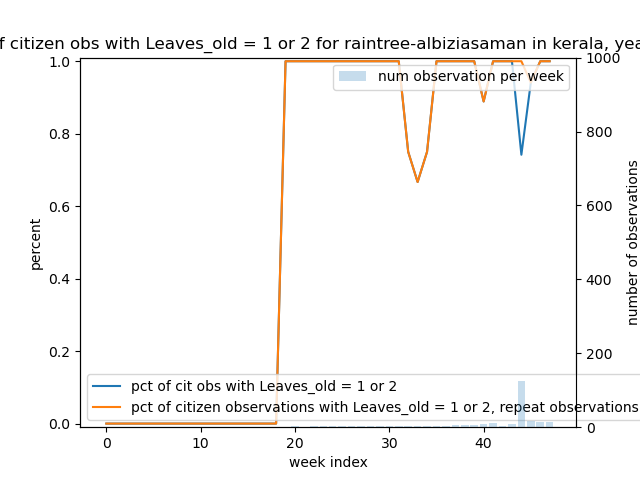 f citizen obs with Leaves_old = 1 or 2 for raintree-albiziasaman in kerala, yea
num observation per week
percent
number of observations
1.0
0.8
0.6
0.4
0.2
0.0
1000
800
600
400
200
0
pct of cit obs with Leaves_old = 1 or 2
pct of citizen observations with Leaves_old = 1 or 2, repeat observations
0 10 20 30 40
week index